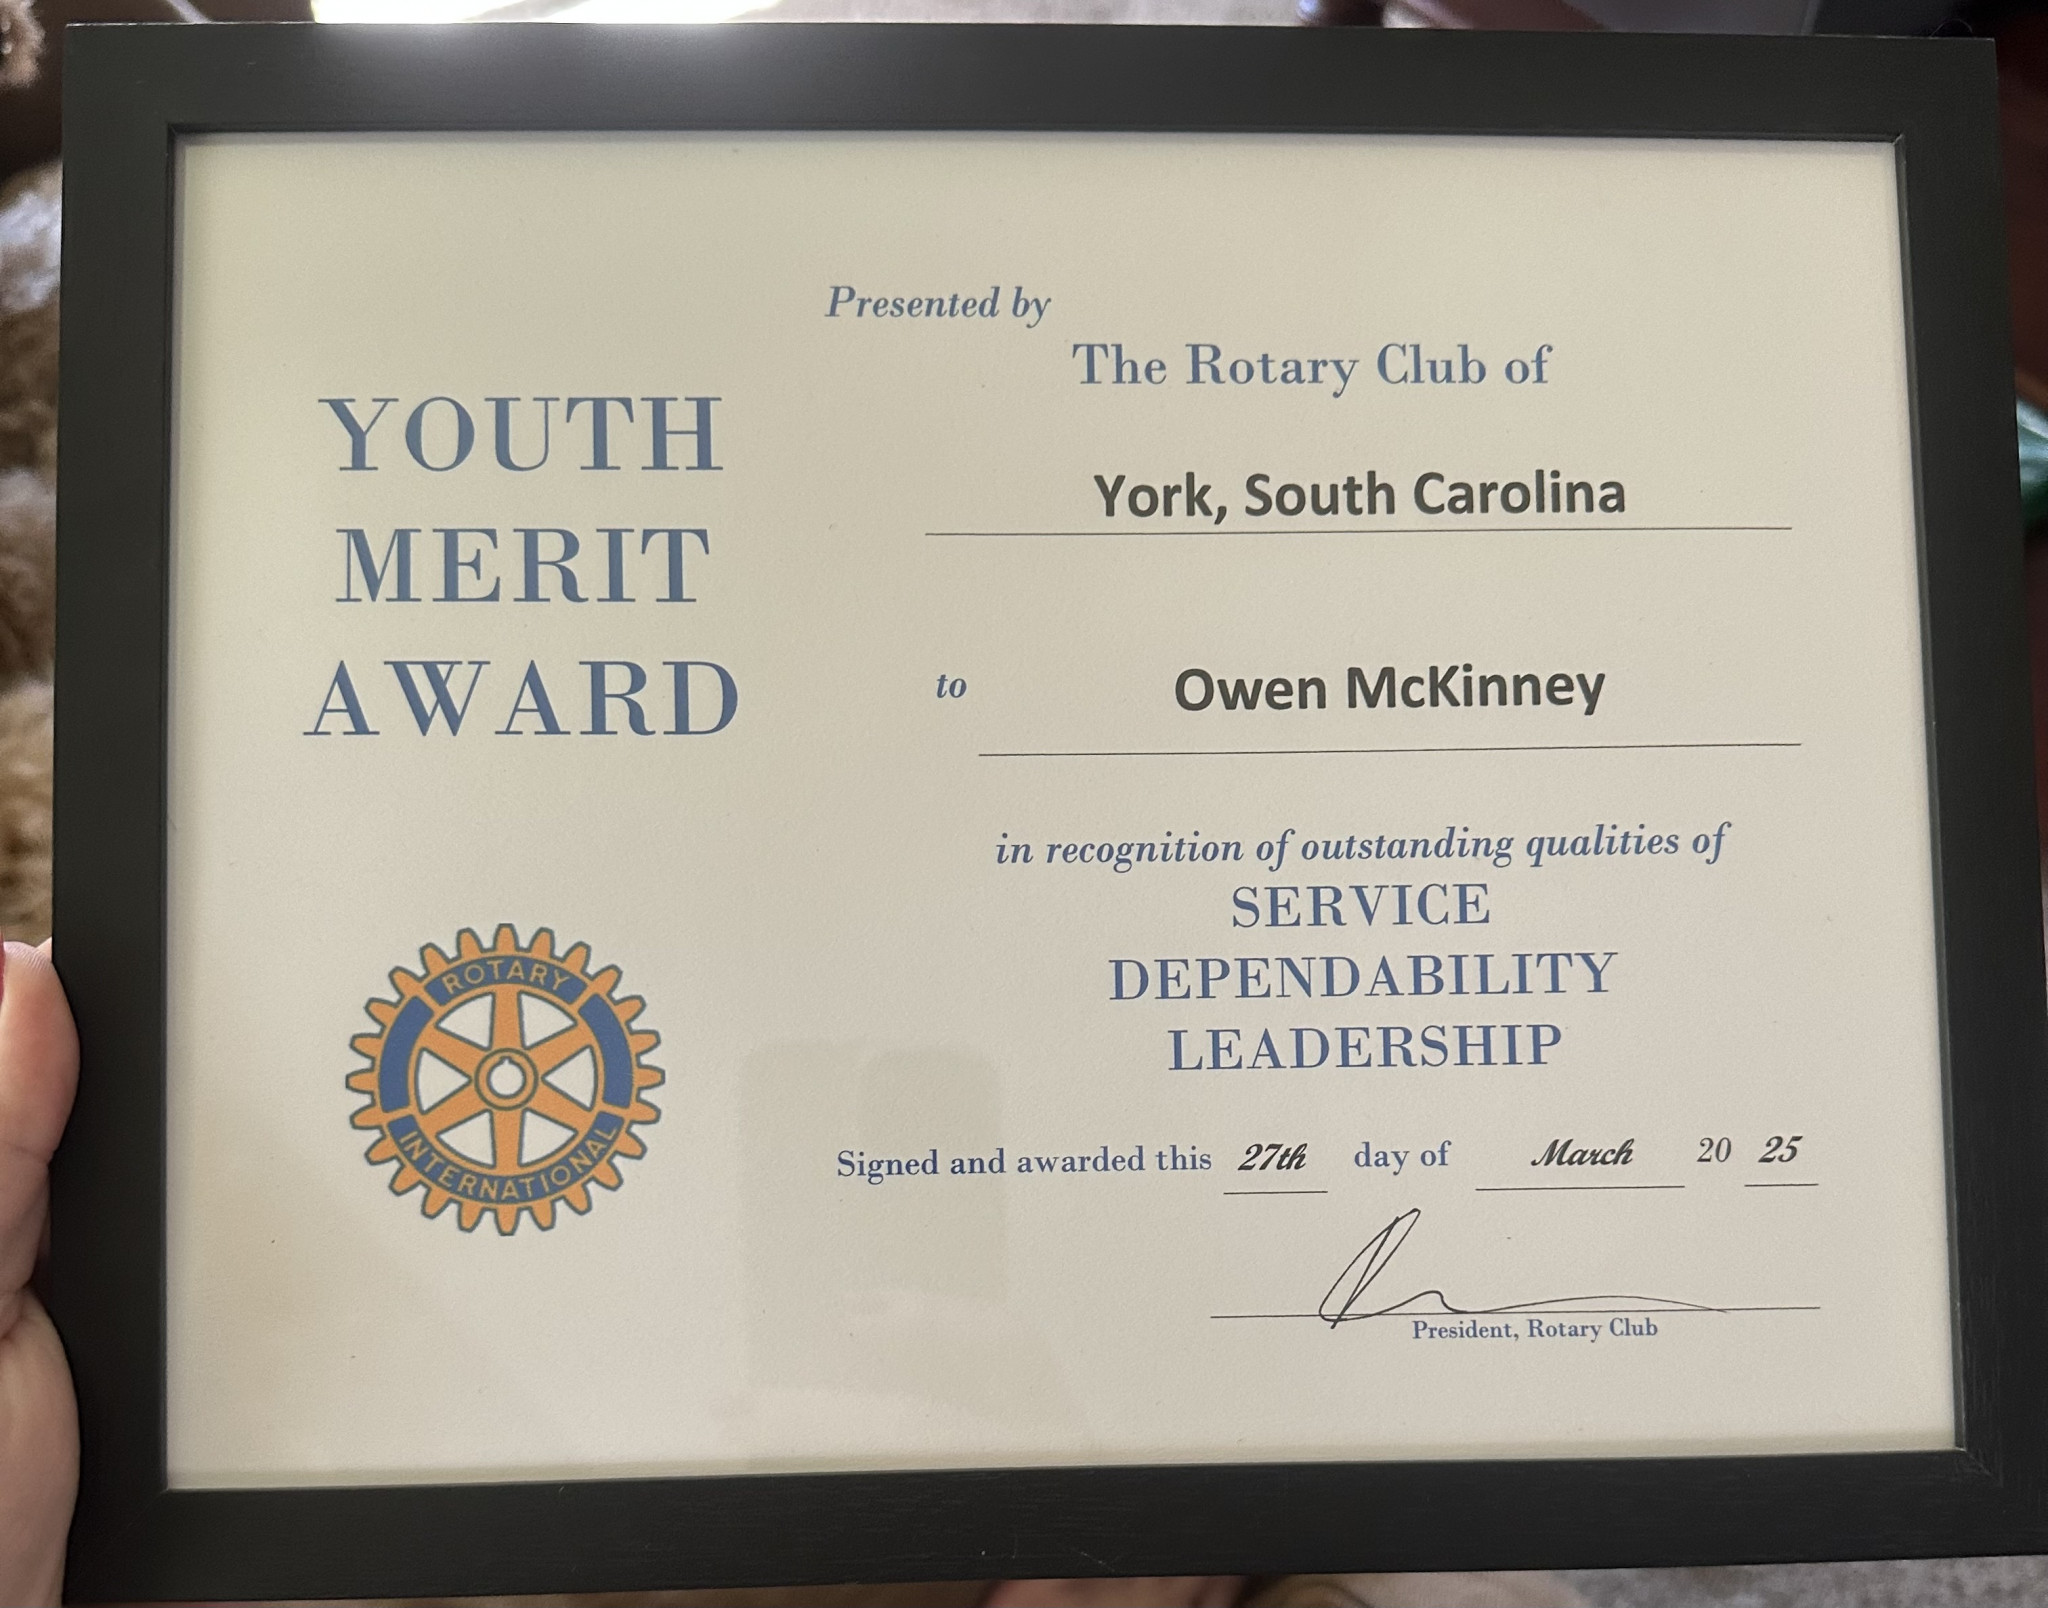 YOUTH
MERIT
AWARD
Presented by
The Rotary Club of
York, South Carolina
to Owen McKinney
in recognition of outstanding qualities of
SERVICE
DEPENDABILITY
LEADERSHIP
Signed and awarded this 27th day of March 20 25
President, Rotary Club
ROTARY
INTERNATIONAL